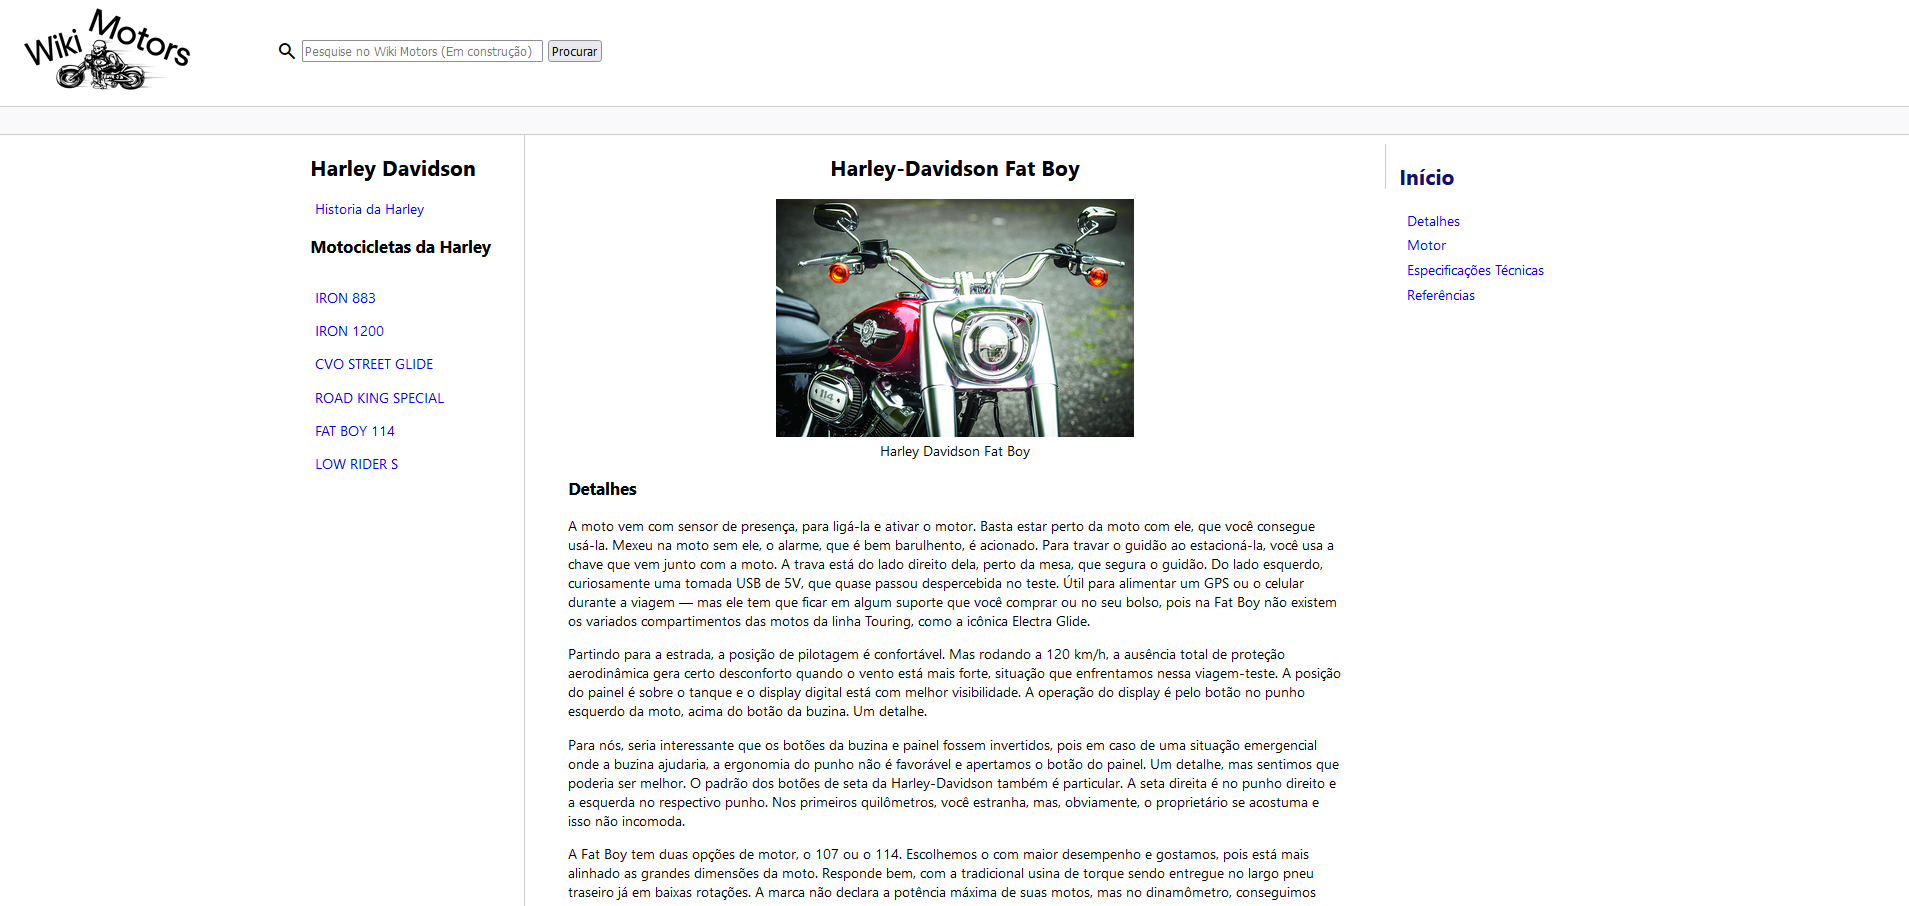 Wiki Motors
Pesquise no Wiki Motors (Em construção)
Procurar
Harley Davidson
Historia da Harley
Motocicletas da Harley
IRON 883
IRON 1200
CVO STREET GLIDE
ROAD KING SPECIAL
FAT BOY 114
LOW RIDER S
Harley-Davidson Fat Boy
114
Harley Davidson Fat Boy
Detalhes
A moto vem com sensor de presença, para ligá-la e ativar o motor. Basta estar perto da moto com ele, que você consegue
usá-la. Mexeu na moto sem ele, o alarme, que é bem barulhento, é acionado. Para travar o guidão ao estacioná-la, você usa a
chave que vem junto com a moto. A trava está do lado direito dela, perto da mesa, que segura o guidão. Do lado esquerdo,
curiosamente uma tomada USB de 5V, que quase passou despercebida no teste. Útil para alimentar um GPS ou o celular
durante a viagem — mas ele tem que ficar em algum suporte que você comprar ou no seu bolso, pois na Fat Boy não existem
os variados compartimentos das motos da linha Touring, como a icônica Electra Glide.
Partindo para a estrada, a posição de pilotagem é confortável. Mas rodando a 120 km/h, a ausência total de proteção
aerodinâmica gera certo desconforto quando o vento está mais forte, situação que enfrentamos nessa viagem-teste. A posição
do painel é sobre o tanque e o display digital está com melhor visibilidade. A operação do display é pelo botão no punho
esquerdo da moto, acima do botão da buzina. Um detalhe.
Para nós, seria interessante que os botões da buzina e painel fossem invertidos, pois em caso de uma situação emergencial
onde a buzina ajudaria, a ergonomia do punho não é favorável e apertamos o botão do painel. Um detalhe, mas sentimos que
poderia ser melhor. O padrão dos botões de seta da Harley-Davidson também é particular. A seta direita é no punho direito e
a esquerda no respectivo punho. Nos primeiros quilômetros, você estranha, mas, obviamente, o proprietário se acostuma e
isso não incomoda.
A Fat Boy tem duas opções de motor, o 107 ou o 114. Escolhemos o com maior desempenho e gostamos, pois está mais
alinhado as grandes dimensões da moto. Responde bem, com a tradicional usina de torque sendo entregue no largo pneu
traseiro já em baixas rotações. A marca não declara a potência máxima de suas motos, mas no dinamômetro, conseguimos
Início
Detalhes
Motor
Especificações Técnicas
Referências